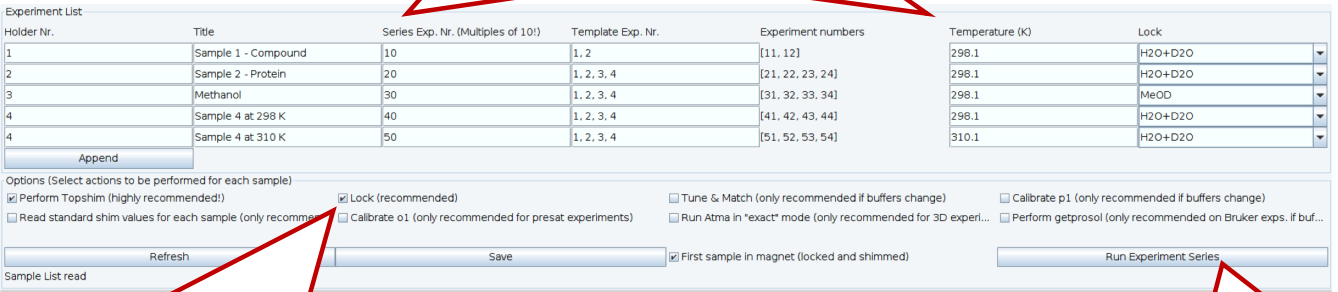 Experiment List
Holder Nr. Title Series Exp. Nr. (Multiples of 10!) Template Exp. Nr. Experiment numbers Temperature (K) Lock
1 Sample 1 - Compound 10 1, 2 [11, 12] 298.1 H2O+D2O
2 Sample 2 - Protein 20 1, 2, 3, 4 [21, 22, 23, 24] 298.1 H2O+D2O
3 Methanol 30 1, 2, 3, 4 [31, 32, 33, 34] 298.1 MeOD
4 Sample 4 at 298 K 40 1, 2, 3, 4 [41, 42, 43, 44] 298.1 H2O+D2O
4 Sample 4 at 310 K 50 1, 2, 3, 4 [51, 52, 53, 54] 310.1 H2O+D2O
Append
Options (Select actions to be performed for each sample)
Perform Topshim (highly recommended!) Lock (recommended) Tune & Match (only recommended if buffers change) Calibrate p1 (only recommended if buffers change)
Read standard shim values for each sample (only Calibrate o1 (only recommended for presat experiments) Run Atma in "exact" mode (only recommended for 3D experi... Perform getprosol (only recommended on Bruker exps. if buf...
Refresh Save First sample in magnet (locked and shimmed) Run Experiment Series
Sample List read